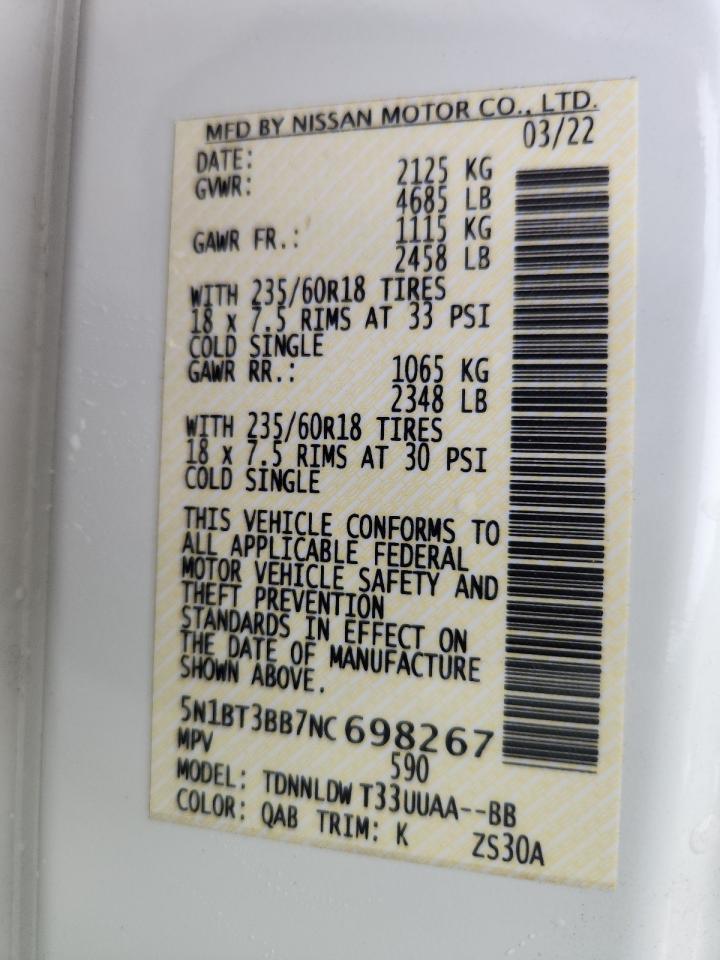 MFD BY NISSAN MOTOR CO., LTD.
DATE: 03/22
GVWR: 2125 KG
4685 LB
GAWR FR.: 1115 KG
2458 LB
WITH 235/60R18 TIRES
18 x 7.5 RIMS AT 33 PSI
COLD SINGLE
GAWR RR.: 1065 KG
2348 LB
WITH 235/60R18 TIRES
18 x 7.5 RIMS AT 30 PSI
COLD SINGLE
THIS VEHICLE CONFORMS TO
ALL APPLICABLE FEDERAL
MOTOR VEHICLE SAFETY AND
THEFT PREVENTION
STANDARDS IN EFFECT ON
THE DATE OF MANUFACTURE
SHOWN ABOVE.
5N1BT3BB7NC 698267
MPV 590
MODEL: TDNNLDW T33UUAA--BB
COLOR: QAB TRIM: K ZS30A